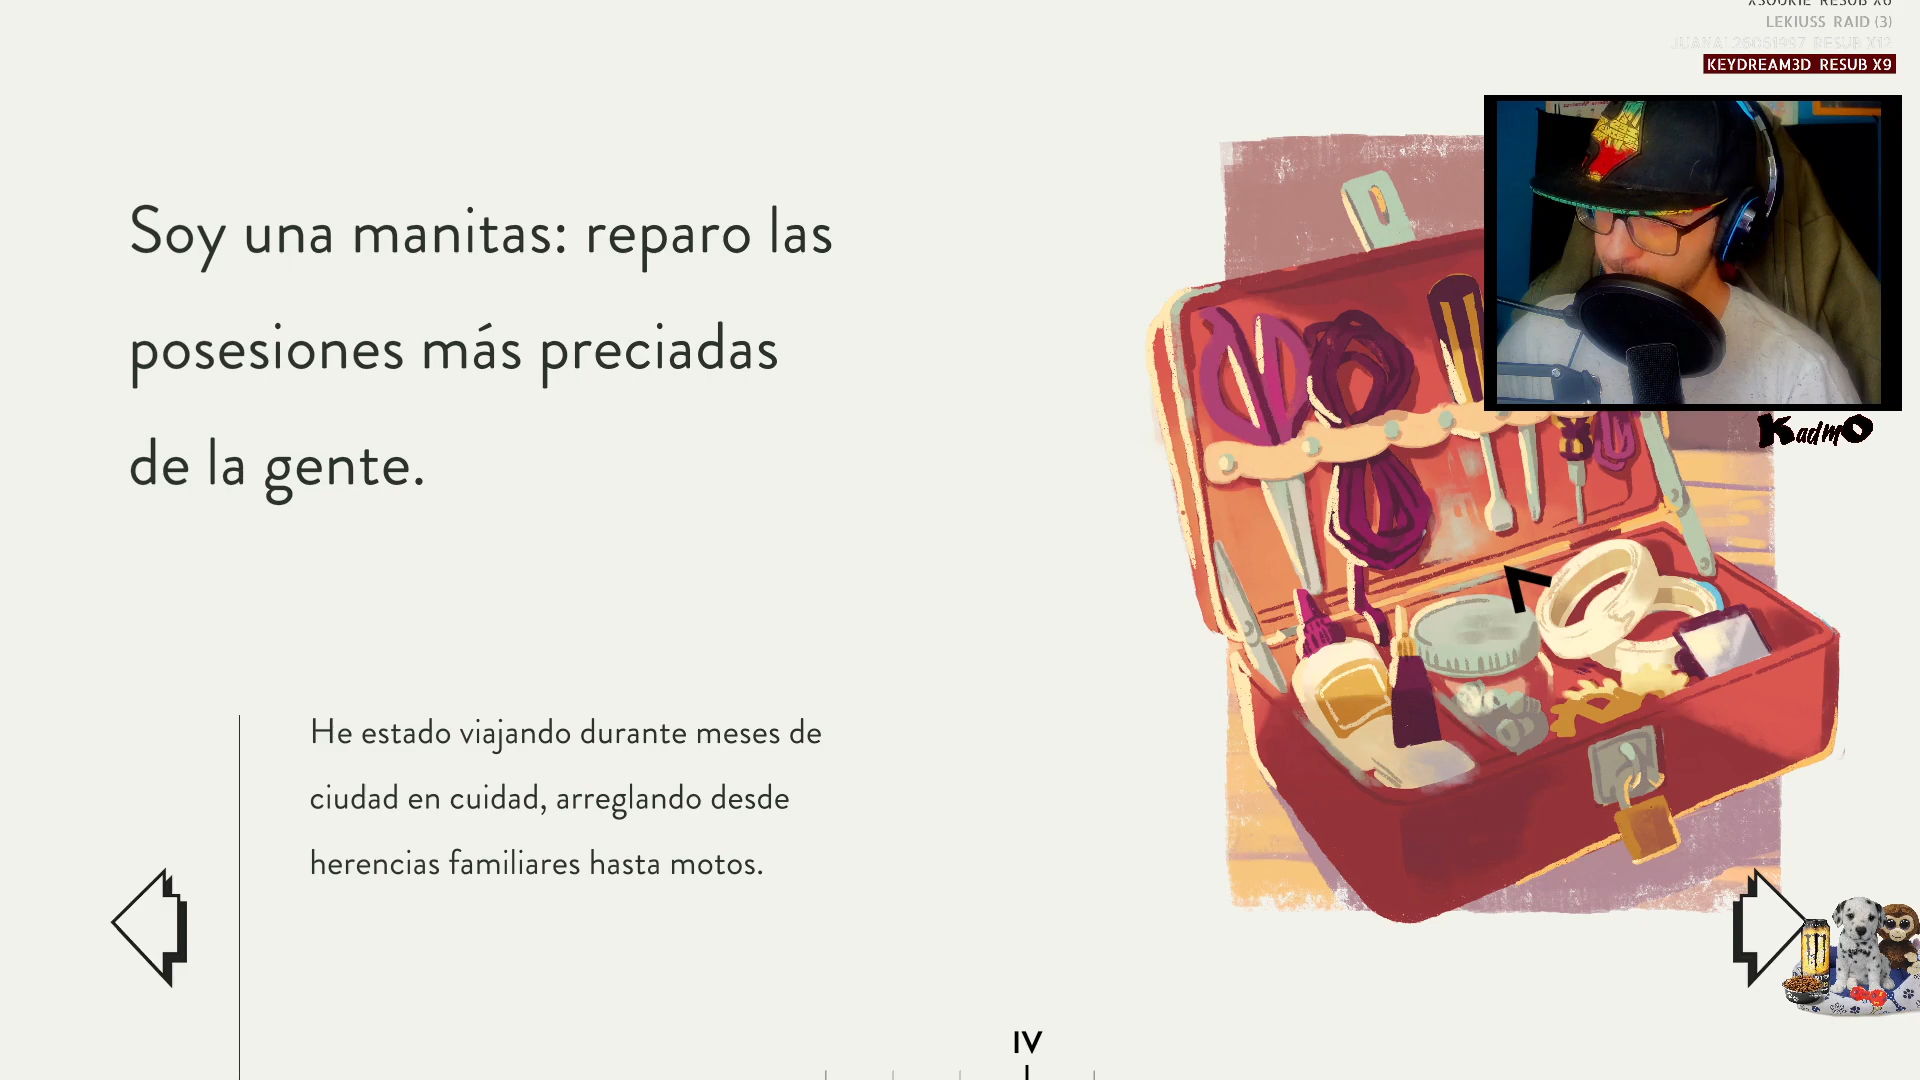 LEKIUSS RAID (3)
KEYDREAM3D RESUB X9
Soy una manitas: reparo las
posesiones más preciadas
de la gente.
KadmO
He estado viajando durante meses de
ciudad en cuidad, arreglando desde
herencias familiares hasta motos.
IV